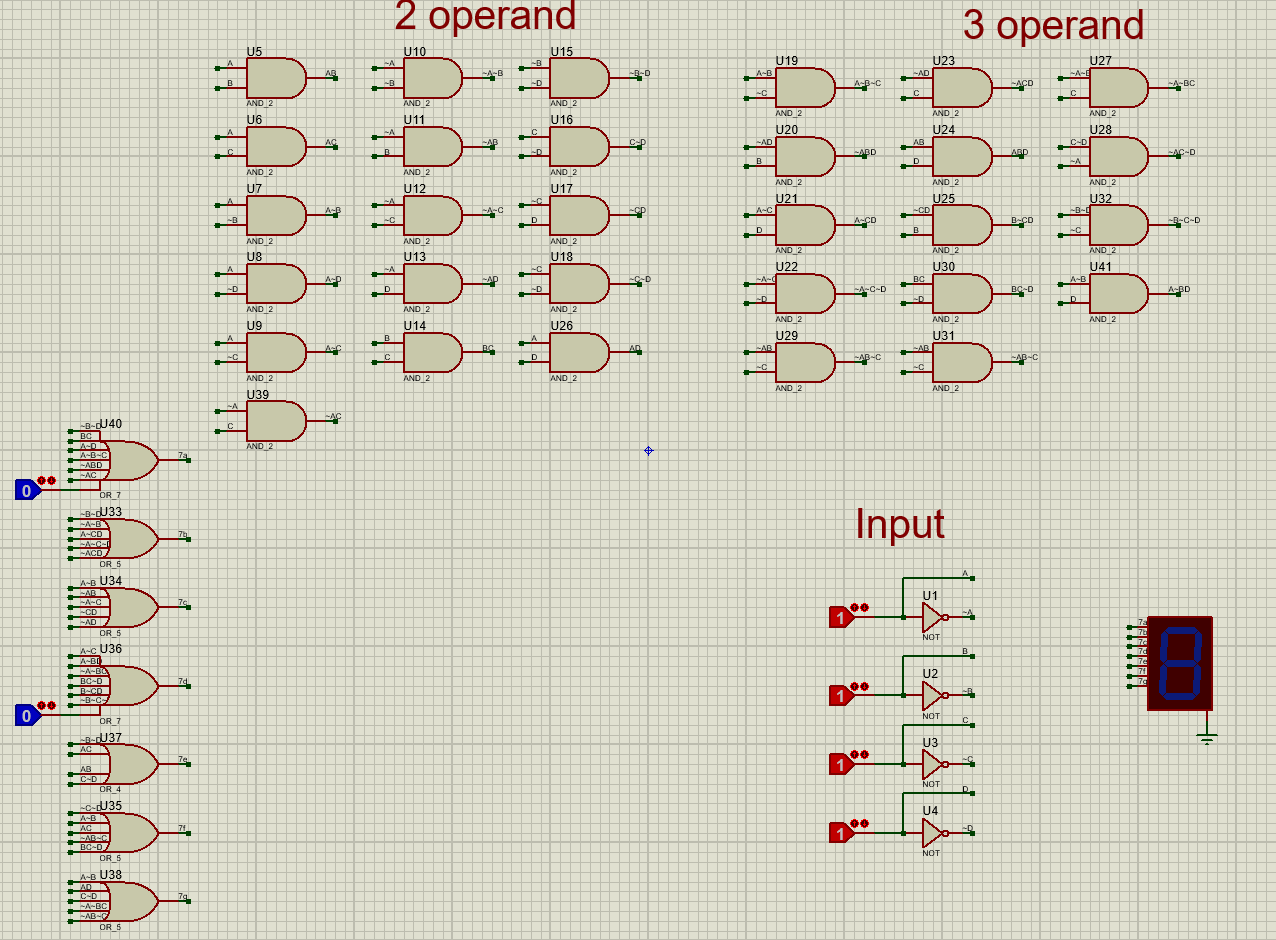 2 operand
3 operand
U5
A
B
AB
AND_2
U10
~A
~B
~A~B
AND_2
U15
~B
~D
~B~D
AND_2
U6
A
C
AC
AND_2
U11
~A
B
~AB
AND_2
U16
C
~D
C~D
AND_2
U7
A
~B
A~B
AND_2
U12
~A
~C
~A~C
AND_2
U17
~C
D
~CD
AND_2
U8
A
~D
A~D
AND_2
U13
~A
D
~AD
AND_2
U18
~C
~D
~C~D
AND_2
U9
A
~C
A~C
AND_2
U14
B
C
BC
AND_2
U26
A
D
AD
AND_2
U39
~A
C
~AC
AND_2
U19
A~B
~C
A~B~C
AND_2
U23
~AD
C
~ACD
AND_2
U27
C
~A~BC
AND_2
U20
~AD
B
~ABD
AND_2
U24
AB
D
ABD
AND_2
U28
C~D
~A
~AC~D
AND_2
U21
A~C
D
A~CD
AND_2
U25
~CD
B
B~CD
AND_2
U32
~B~D
~C
~B~C~D
AND_2
U22
~A~C
~D
~A~C~D
AND_2
U30
BC
~D
BC~D
AND_2
U41
A~B
D
A~BD
AND_2
U29
~AB
~C
~AB~C
AND_2
U31
~AB
~C
~AB~C
AND_2
U40
~B~D
BC
A~D
A~B~C
~ABD
~AC
7a
0
OR_7
U33
~B~D
~A~B
A~CD
~A~C~D
~ACD
7b
OR_5
U34
A~B
~AB
~A~C
~CD
~AD
7c
OR_5
U36
A~C
A~BD
~A~BC
BC~D
B~CD
~B~C~
7d
0
OR_7
U37
~B~D
AC
AB
C~D
7e
OR_4
U35
~C~D
A~B
AC
~AB~C
BC~D
7f
OR_5
U38
A~B
AD
C~D
~A~BC
~AB~C
7g
OR_5
Input
A
1
U1
~A
NOT
B
1
U2
~B
NOT
C
1
U3
~C
NOT
D
1
U4
~D
NOT
7a
7b
7c
7d
7e
7f
7g